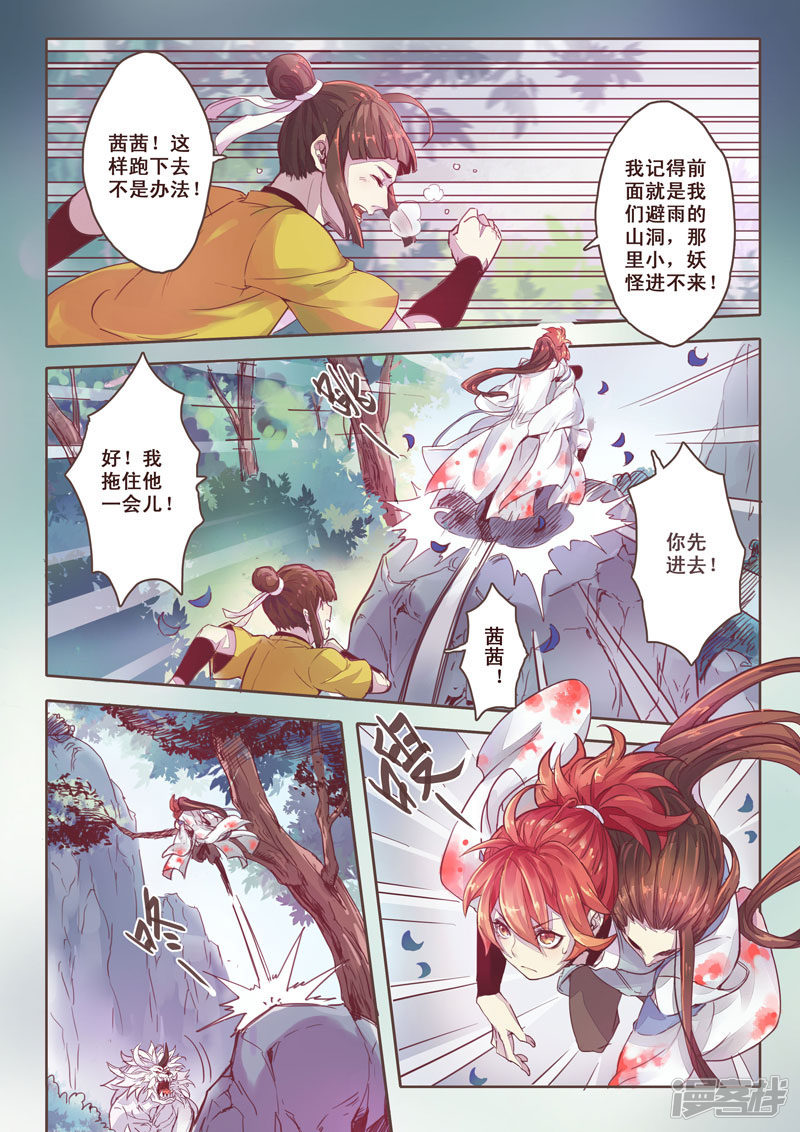 茜茜！这
样跑下去
不是办法！
我记得前
面就是我
们避雨的
山洞，那
里小，妖
怪进不来！
好！我
拖住他
一会儿！
你先
进去！
茜
茜！
嗖
咚
漫客栈